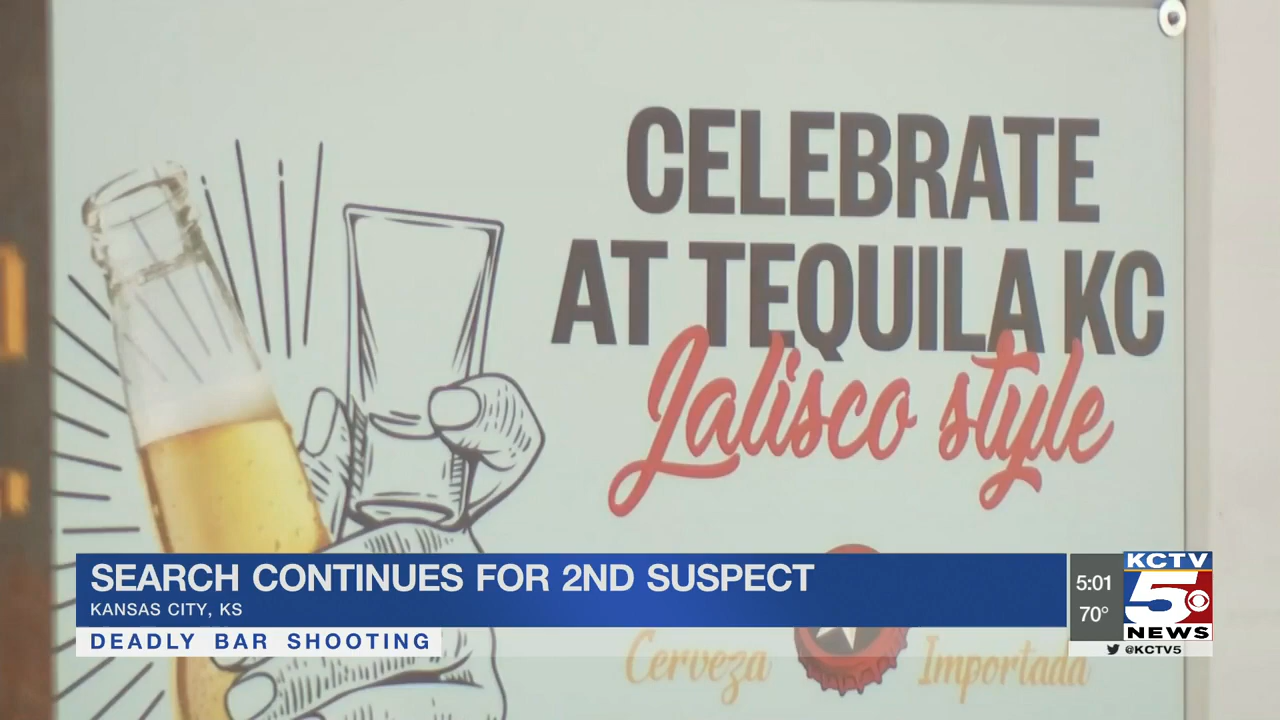 CELEBRATE
AT TEQUILA KC
Jalisco style
Cerveza
Importada
SEARCH CONTINUES FOR 2ND SUSPECT
KANSAS CITY, KS
DEADLY BAR SHOOTING
5:01
70°
KCTV
5
NEWS
@KCTV5